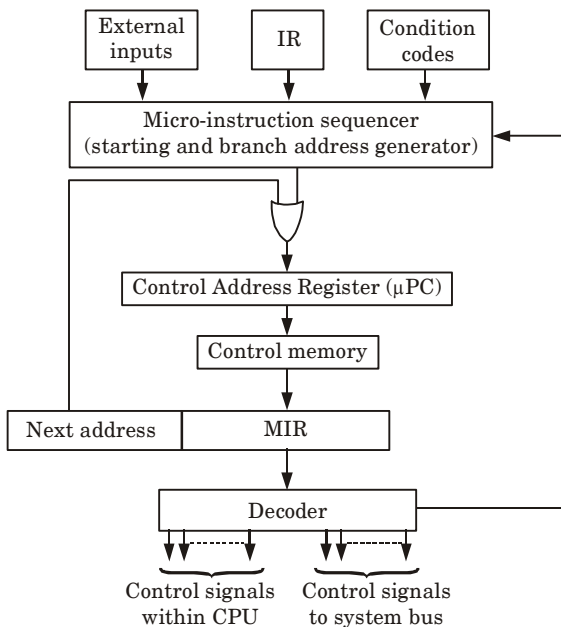 External
inputs
IR
Condition
codes
Micro-instruction sequencer
(starting and branch address generator)
Control Address Register (μPC)
Control memory
Next address
MIR
Decoder
Control signals
within CPU
Control signals
to system bus